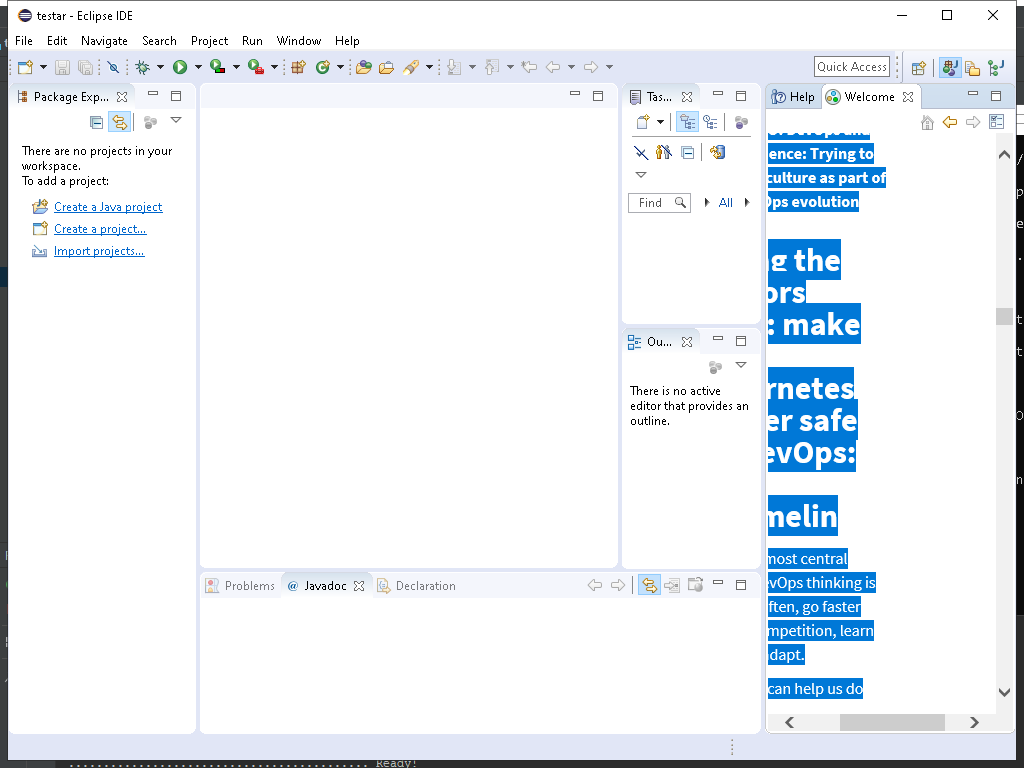 testar - Eclipse IDE
File Edit Navigate Search Project Run Window Help
Quick Access
Package Exp...
There are no projects in your
workspace.
To add a project:
Create a Java project
Create a project...
Import projects...
Tas...
Find
All
Ou...
There is no active
editor that provides an
outline.
Problems
@ Javadoc
Declaration
Help
Welcome
ence: Trying to
culture as part of
Ops evolution
g the
ors
: make
rnetes
er safe
evOps:
melin
most central
evOps thinking is
ften, go faster
mpetition, learn
dapt.
can help us do
Ready!